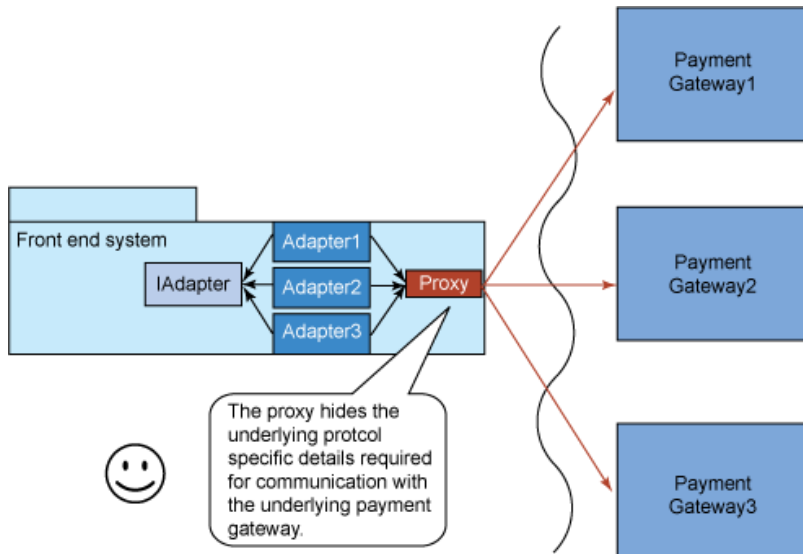 Payment
Gateway1
Front end system
Adapter1
IAdapter
Adapter2
Proxy
Adapter3
Payment
Gateway2
The proxy hides the
underlying protcol
specific details required
for communication with
the underlying payment
gateway.
Payment
Gateway3